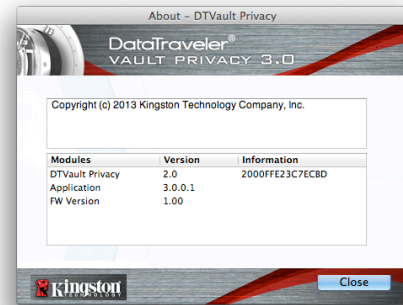 About – DTVault Privacy
DataTraveler®
VAULT PRIVACY 3.0
Copyright (c) 2013 Kingston Technology Company, Inc.
Modules Version Information
DTVault Privacy 2.0 2000FFE23C7ECBD
Application 3.0.0.1
FW Version 1.00
Kingston
TECHNOLOGY
Close